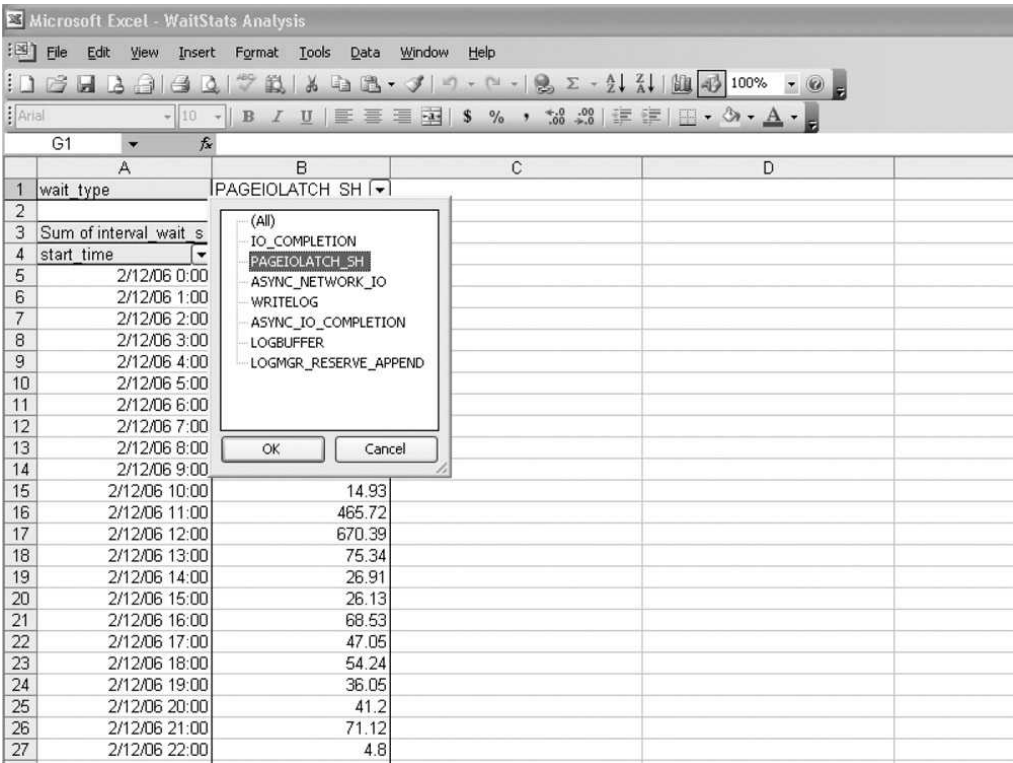 Microsoft Excel - WaitStats Analysis
File Edit View Insert Format Tools Data Window Help
100%
Arial 10 B I U $ % , .00 .00
G1 fx
A B C D
1 wait_type PAGEIOLATCH_SH
2
(All)
3 Sum of interval_wait_s
IO_COMPLETION
4 start_time
PAGEIOLATCH_SH
5 2/12/06 0:00
ASYNC_NETWORK_IO
6 2/12/06 1:00
WRITELOG
7 2/12/06 2:00
ASYNC_IO_COMPLETION
8 2/12/06 3:00
LOGBUFFER
9 2/12/06 4:00
LOGMGR_RESERVE_APPEND
10 2/12/06 5:00
11 2/12/06 6:00
12 2/12/06 7:00
13 2/12/06 8:00
OK Cancel
14 2/12/06 9:00
15 2/12/06 10:00 14.93
16 2/12/06 11:00 465.72
17 2/12/06 12:00 670.39
18 2/12/06 13:00 75.34
19 2/12/06 14:00 26.91
20 2/12/06 15:00 26.13
21 2/12/06 16:00 68.53
22 2/12/06 17:00 47.05
23 2/12/06 18:00 54.24
24 2/12/06 19:00 36.05
25 2/12/06 20:00 41.2
26 2/12/06 21:00 71.12
27 2/12/06 22:00 4.8